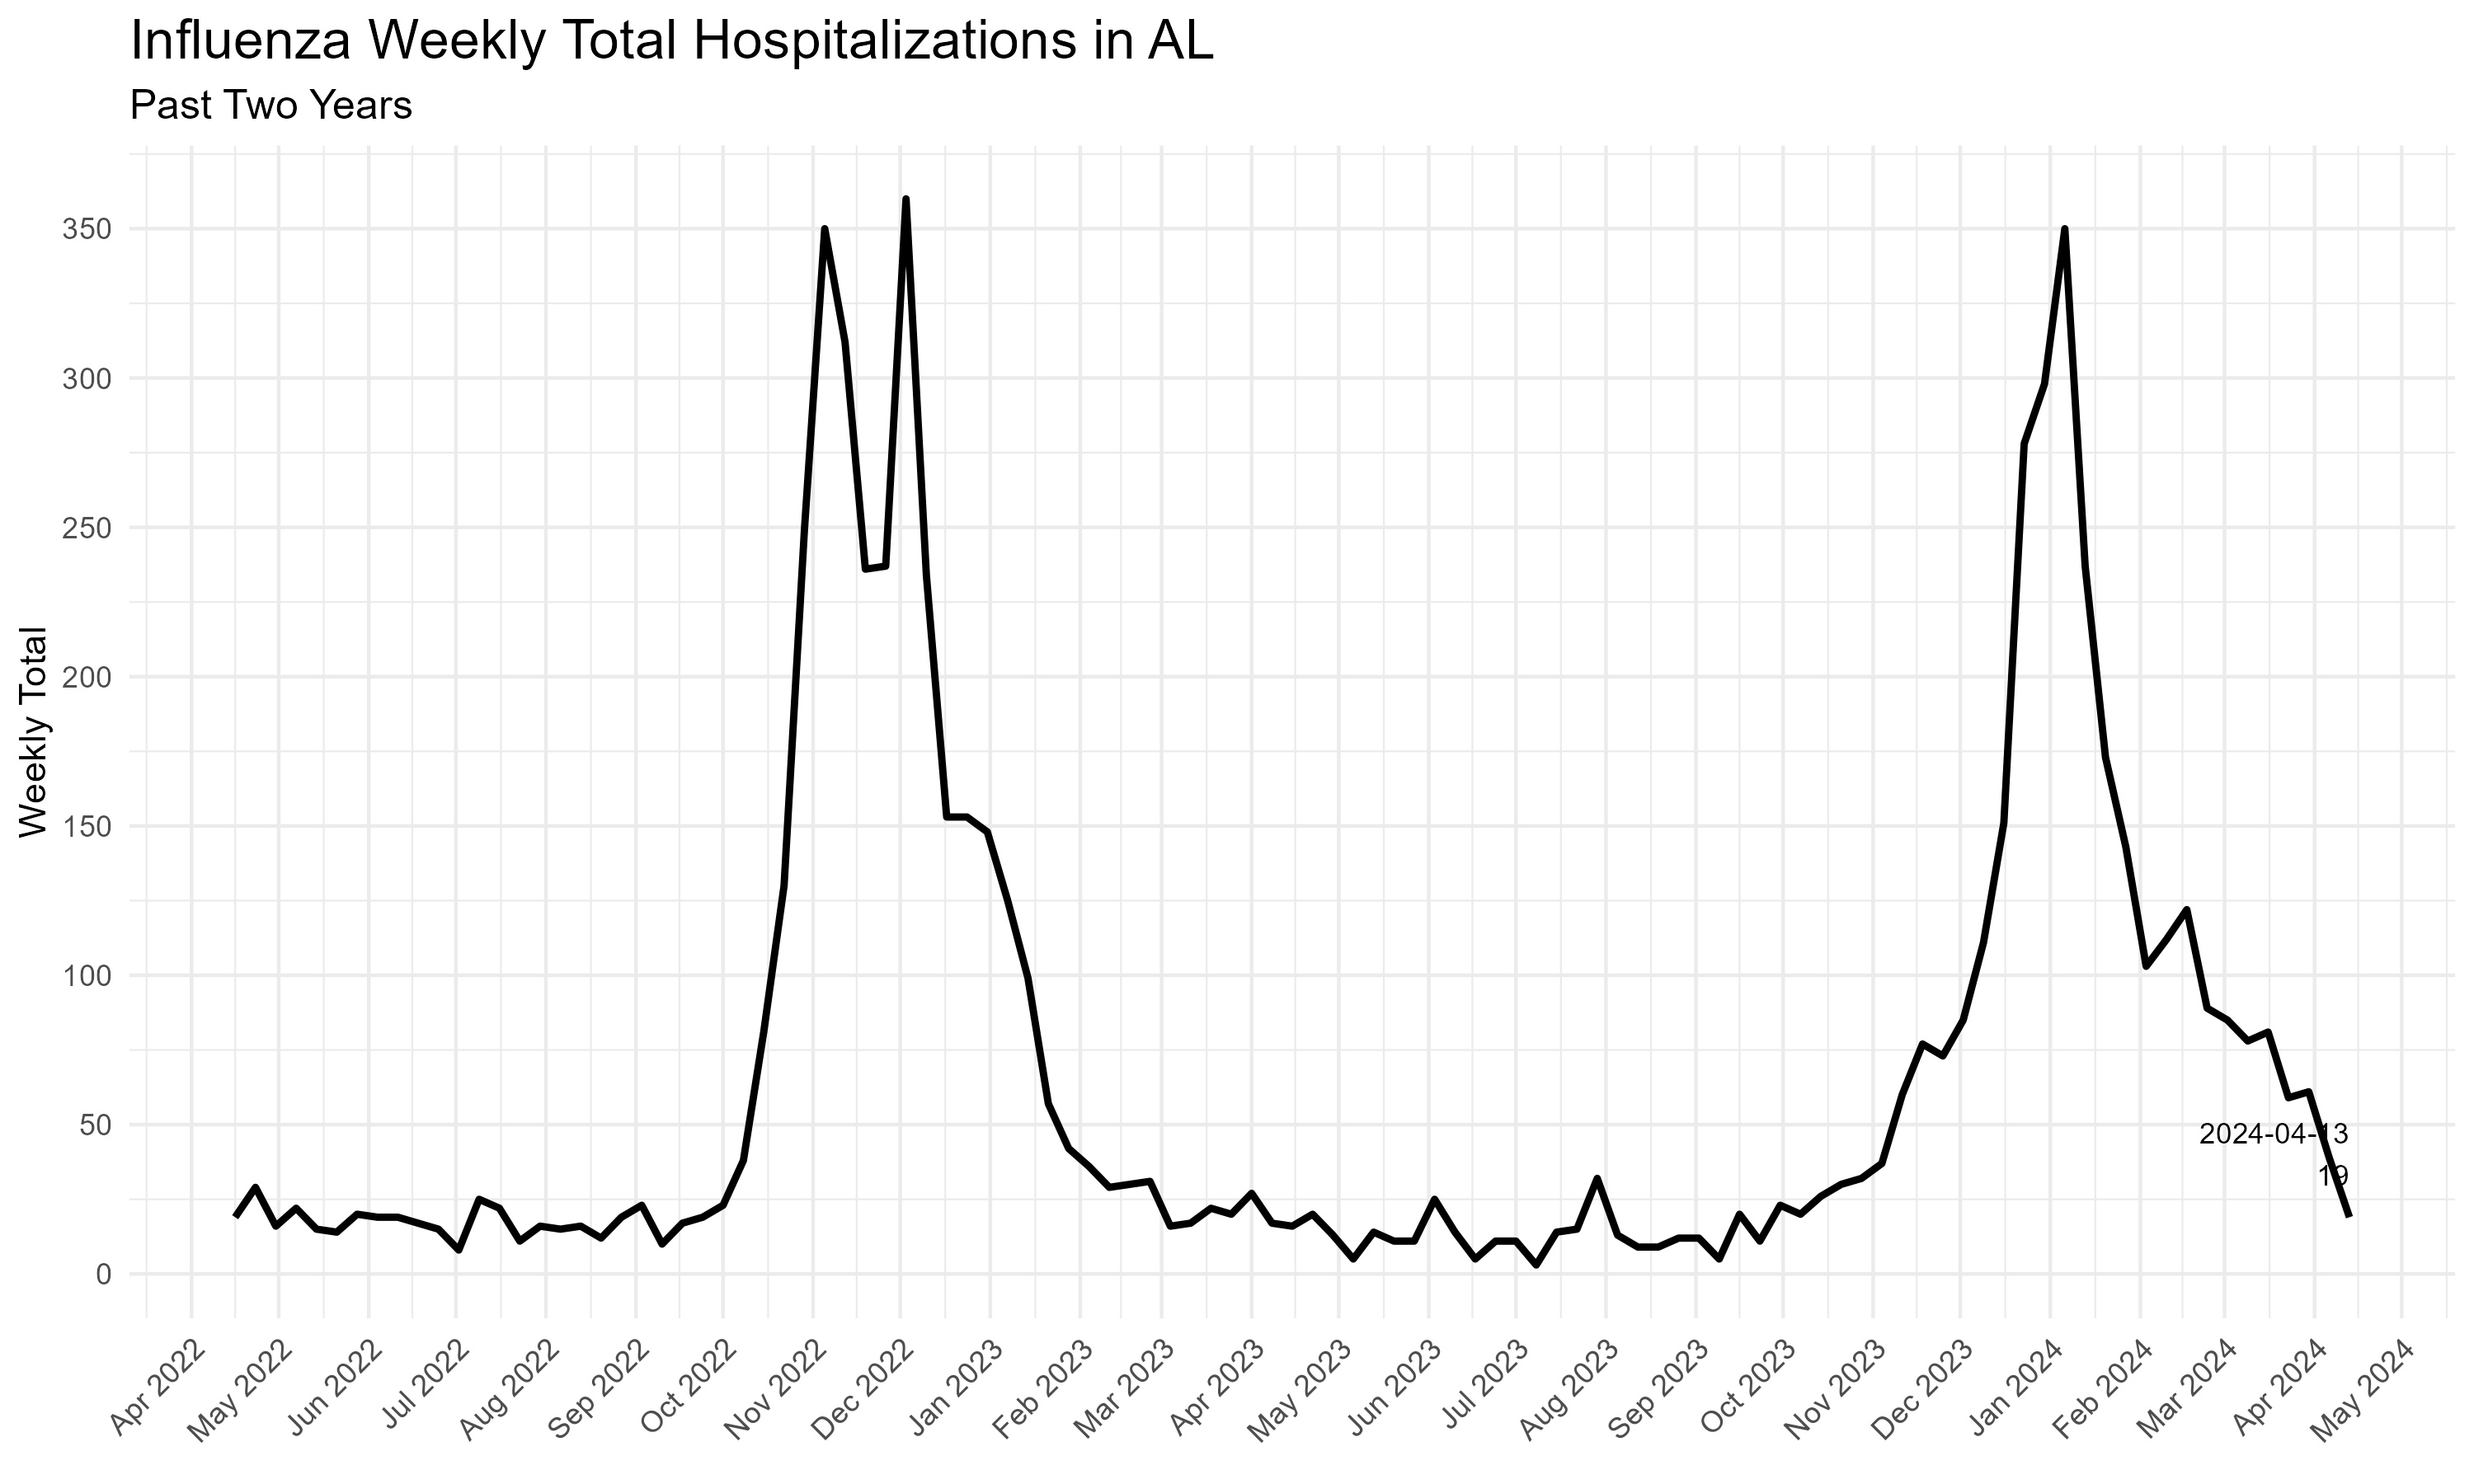 Influenza Weekly Total Hospitalizations in AL
Past Two Years
Weekly Total
350
300
250
200
150
100
50
0
2024-04-13
19
Apr 2022
May 2022
Jun 2022
Jul 2022
Aug 2022
Sep 2022
Oct 2022
Nov 2022
Dec 2022
Jan 2023
Feb 2023
Mar 2023
Apr 2023
May 2023
Jun 2023
Jul 2023
Aug 2023
Sep 2023
Oct 2023
Nov 2023
Dec 2023
Jan 2024
Feb 2024
Mar 2024
Apr 2024
May 2024